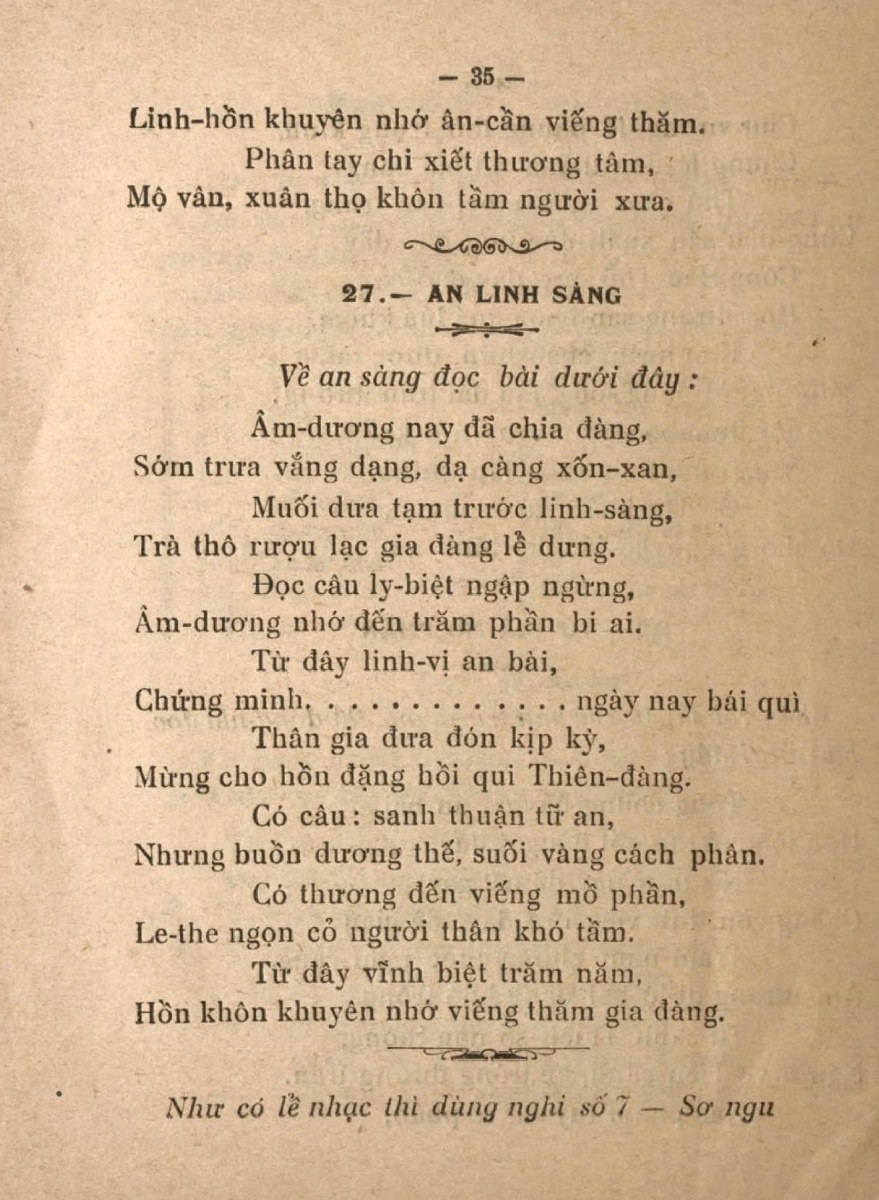 — 35 —
Linh-hồn khuyên nhớ ân-cần viếng thăm.
Phân tay chi xiết thương tâm,
Mộ vân, xuân thọ khôn tầm người xưa.
27.— AN LINH SÀNG
Về an sàng đọc bài dưới đây :
Âm-dương nay đã chia đàng,
Sớm trưa vắng dạng, dạ càng xốn-xan,
Muối dưa tạm trước linh-sàng,
Trà thô rượu lạc gia đàng lễ dưng.
Đọc câu ly-biệt ngập ngừng,
Âm-dương nhớ đến trăm phần bi ai.
Từ đây linh-vị an bài,
Chứng minh. . . . . . . . . . . . . ngày nay bái quì
Thân gia đưa đón kịp kỳ,
Mừng cho hồn đặng hồi qui Thiên-đàng.
Có câu : sanh thuận tữ an,
Nhưng buồn dương thế, suối vàng cách phân.
Có thương đến viếng mồ phần,
Le-the ngọn cỏ người thân khó tầm.
Từ đây vĩnh biệt trăm năm,
Hồn khôn khuyên nhớ viếng thăm gia đàng.
Như có lề nhạc thì dùng nghi số 7 — Sơ ngu